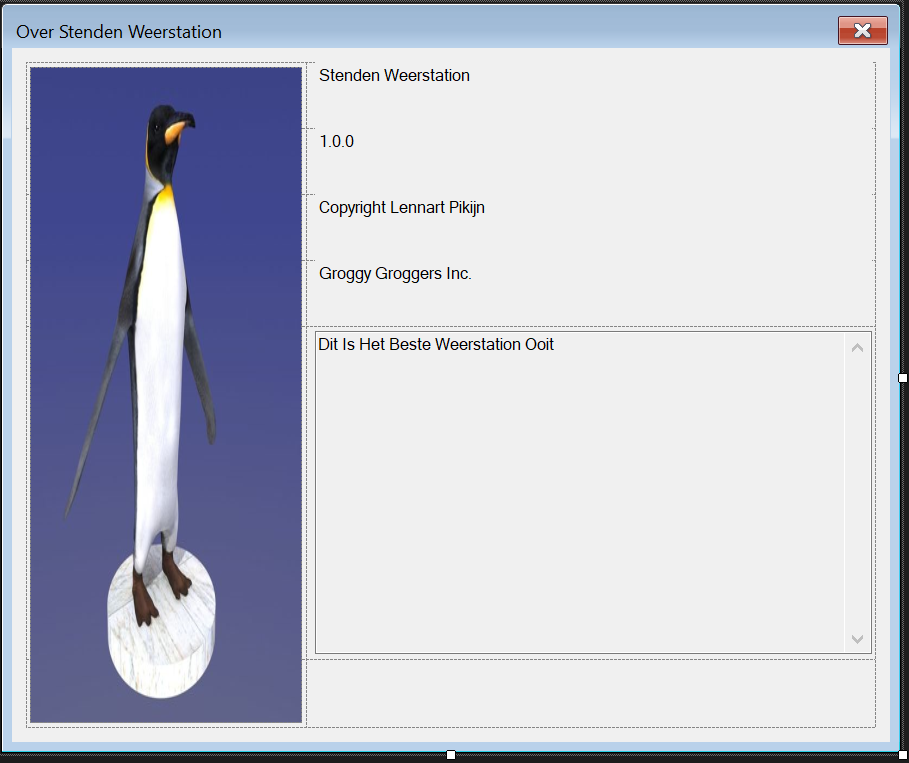 Over Stenden Weerstation
Stenden Weerstation
1.0.0
Copyright Lennart Pikijn
Groggy Groggers Inc.
Dit Is Het Beste Weerstation Ooit